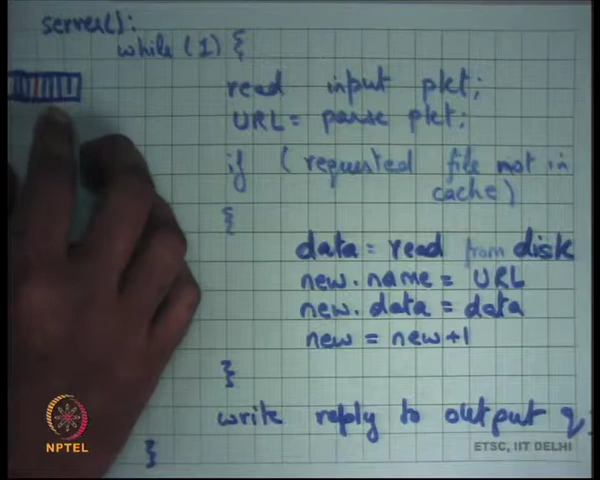 server():
while (1) {
read input pkt;
URL = parse pkt;
if (requested file not in
cache)
{
data = read from disk
new.name = URL
new.data = data
new = new+1
}
write reply to output q.
}
NPTEL
ETSC, IIT DELHI